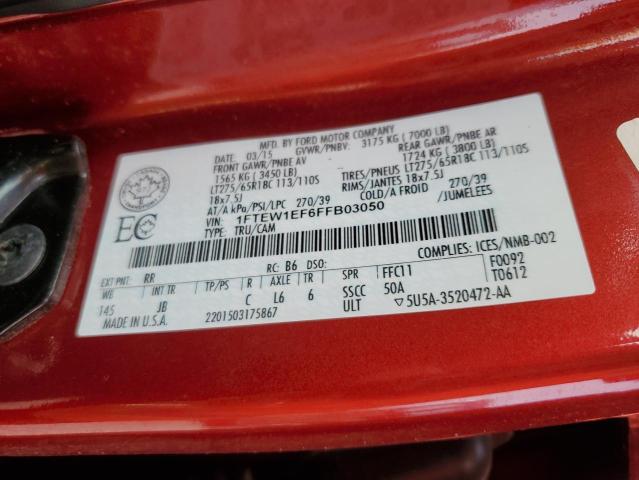 MFD. BY FORD MOTOR COMPANY
DATE: 03/15 GVWR/PNBV: 3175 KG ( 7000 LB)
FRONT GAWR/PNBE AV REAR GAWR/PNBE AR
1565 KG ( 3450 LB) 1724 KG ( 3800 LB)
LT275/65R18C 113/110S TIRES/PNEUS LT275/65R18C 113/110S
18x7.5J RIMS/JANTES 18x7.5J
AT/A kPa/PSI/LPC 270/39 COLD/A FROID 270/39
VIN: 1FTEW1EF6FFB03050 /JUMELEES
TYPE: TRU/CAM
EC
COMPLIES: ICES/NMB-002
EXT PNT: RR RC: B6 DSO: F0092
WB INT TR TP/PS R AXLE TR SPR FFC11 T0612
145 JB C L6 6 SSCC 50A
MADE IN U.S.A. 2201503175867 ULT 5U5A-3520472-AA